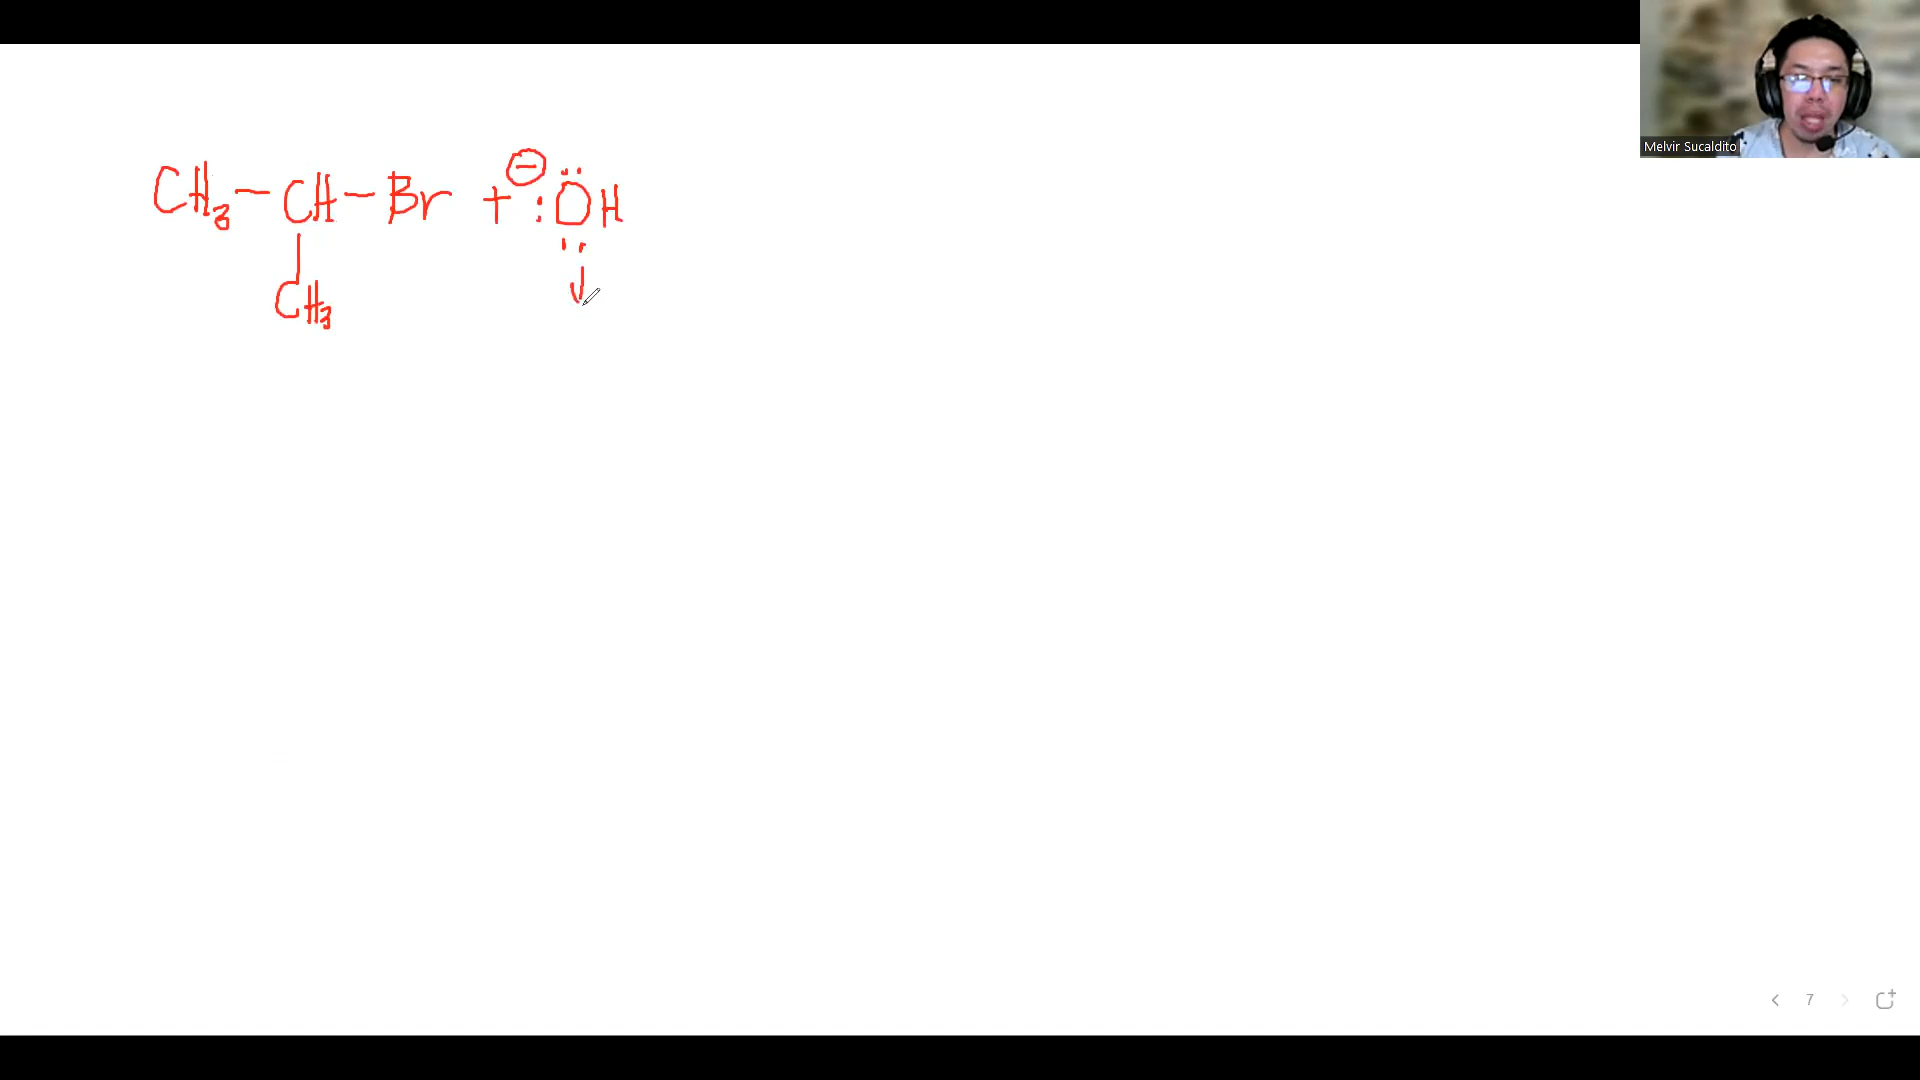 CH3-CH-Br + ⊖:ÖH
CH3
Melvir Sucaldito
7